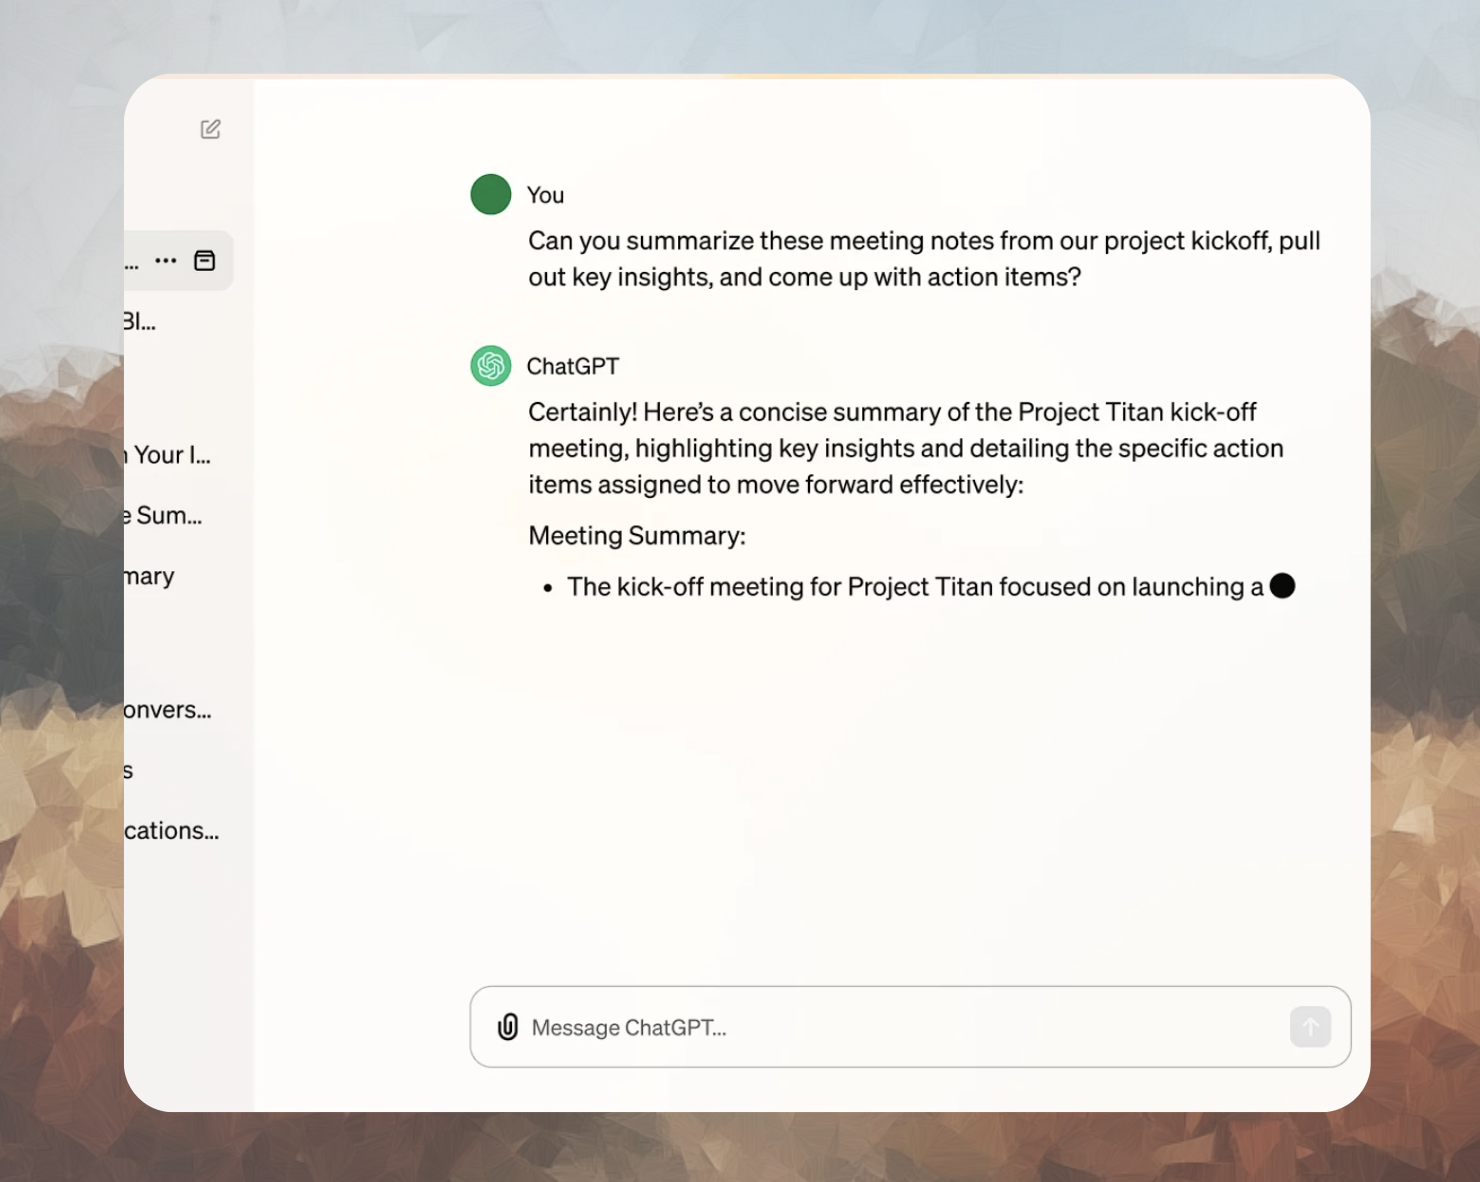 ...
Bl...
Your I...
e Sum...
mary
onvers...
s
cations...
You
Can you summarize these meeting notes from our project kickoff, pull
out key insights, and come up with action items?
ChatGPT
Certainly! Here’s a concise summary of the Project Titan kick-off
meeting, highlighting key insights and detailing the specific action
items assigned to move forward effectively:
Meeting Summary:
• The kick-off meeting for Project Titan focused on launching a
Message ChatGPT...